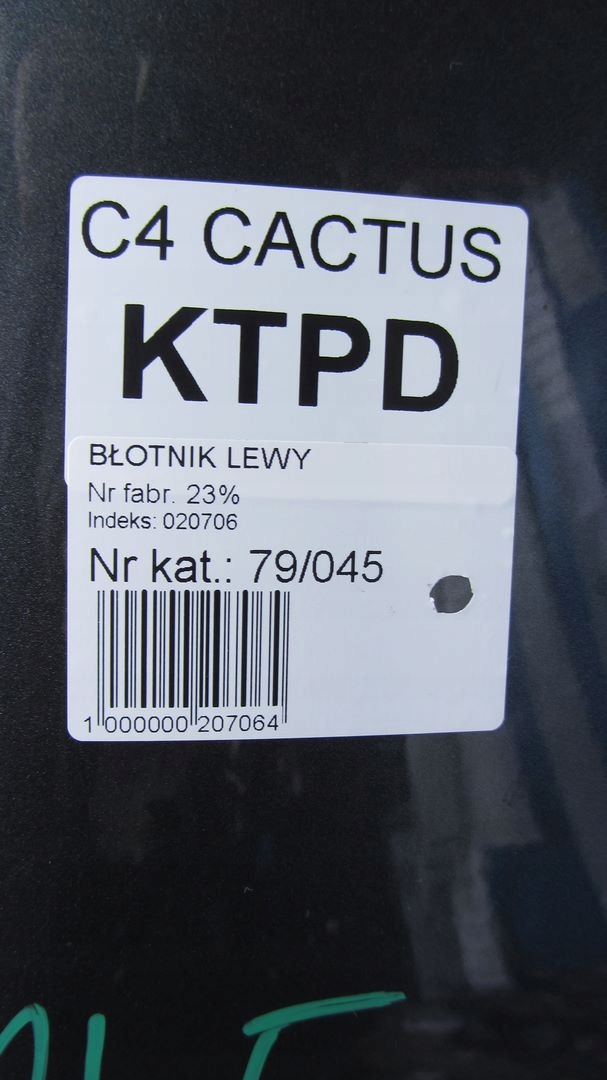 C4 CACTUS
KTPD
BŁOTNIK LEWY
Nr fabr. 23%
Indeks: 020706
Nr kat.: 79/045
1 000000 207064